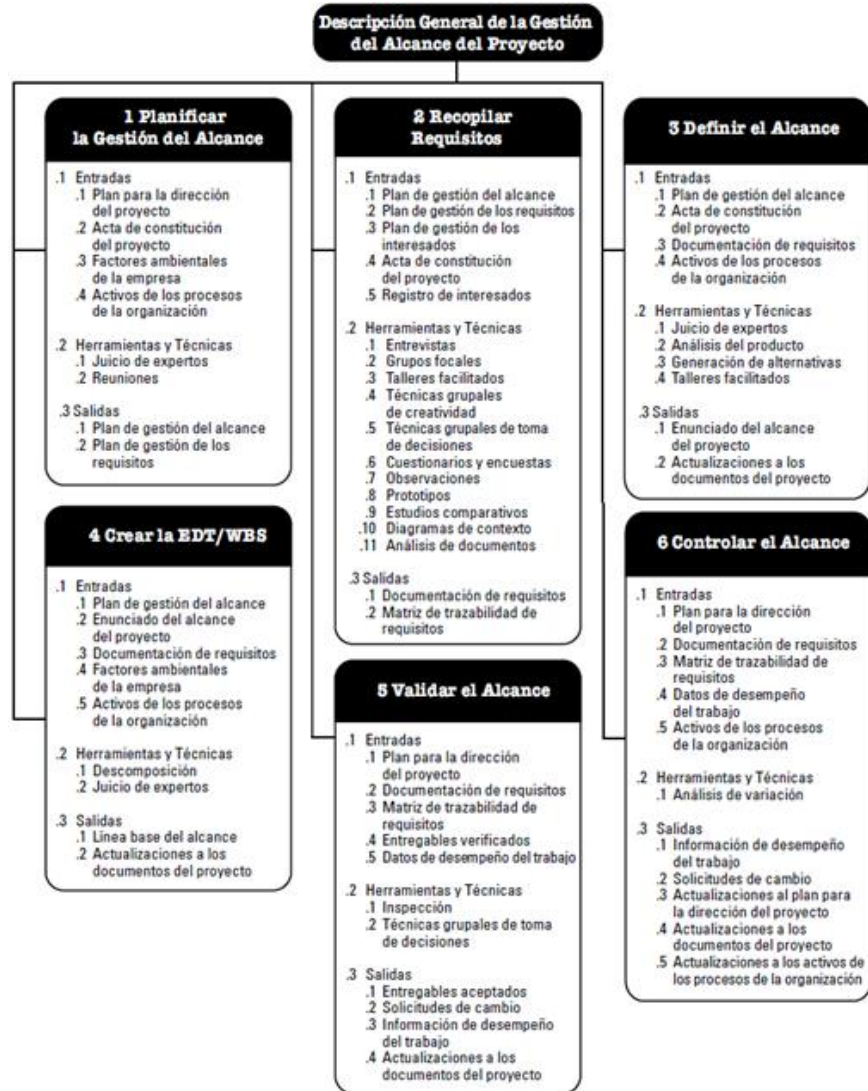 Descripción General de la Gestión
del Alcance del Proyecto
1 Planificar
la Gestión del Alcance
.1 Entradas
.1 Plan para la dirección
del proyecto
.2 Acta de constitución
del proyecto
.3 Factores ambientales
de la empresa
.4 Activos de los procesos
de la organización
.2 Herramientas y Técnicas
.1 Juicio de expertos
.2 Reuniones
.3 Salidas
.1 Plan de gestión del alcance
.2 Plan de gestión de los
requisitos
2 Recopilar
Requisitos
.1 Entradas
.1 Plan de gestión del alcance
.2 Plan de gestión de los requisitos
.3 Plan de gestión de los
interesados
.4 Acta de constitución
del proyecto
.5 Registro de interesados
.2 Herramientas y Técnicas
.1 Entrevistas
.2 Grupos focales
.3 Talleres facilitados
.4 Técnicas grupales
de creatividad
.5 Técnicas grupales de toma
de decisiones
.6 Cuestionarios y encuestas
.7 Observaciones
.8 Prototipos
.9 Estudios comparativos
.10 Diagramas de contexto
.11 Análisis de documentos
.3 Salidas
.1 Documentación de requisitos
.2 Matriz de trazabilidad de
requisitos
3 Definir el Alcance
.1 Entradas
.1 Plan de gestión del alcance
.2 Acta de constitución
del proyecto
.3 Documentación de requisitos
.4 Activos de los procesos
de la organización
.2 Herramientas y Técnicas
.1 Juicio de expertos
.2 Análisis del producto
.3 Generación de alternativas
.4 Talleres facilitados
.3 Salidas
.1 Enunciado del alcance
del proyecto
.2 Actualizaciones a los
documentos del proyecto
4 Crear la EDT/WBS
.1 Entradas
.1 Plan de gestión del alcance
.2 Enunciado del alcance
del proyecto
.3 Documentación de requisitos
.4 Factores ambientales
de la empresa
.5 Activos de los procesos
de la organización
.2 Herramientas y Técnicas
.1 Descomposición
.2 Juicio de expertos
.3 Salidas
.1 Línea base del alcance
.2 Actualizaciones a los
documentos del proyecto
5 Validar el Alcance
.1 Entradas
.1 Plan para la dirección
del proyecto
.2 Documentación de requisitos
.3 Matriz de trazabilidad de
requisitos
.4 Entregables verificados
.5 Datos de desempeño del trabajo
.2 Herramientas y Técnicas
.1 Inspección
.2 Técnicas grupales de toma
de decisiones
.3 Salidas
.1 Entregables aceptados
.2 Solicitudes de cambio
.3 Información de desempeño
del trabajo
.4 Actualizaciones a los
documentos del proyecto
6 Controlar el Alcance
.1 Entradas
.1 Plan para la dirección
del proyecto
.2 Documentación de requisitos
.3 Matriz de trazabilidad de
requisitos
.4 Datos de desempeño
del trabajo
.5 Activos de los procesos
de la organización
.2 Herramientas y Técnicas
.1 Análisis de variación
.3 Salidas
.1 Información de desempeño
del trabajo
.2 Solicitudes de cambio
.3 Actualizaciones al plan para
la dirección del proyecto
.4 Actualizaciones a los
documentos del proyecto
.5 Actualizaciones a los activos de
los procesos de la organización